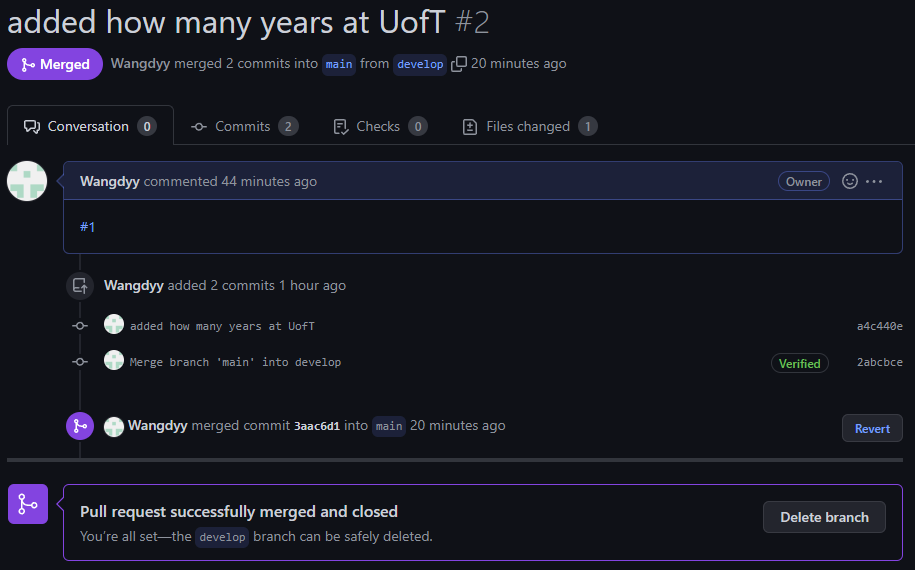 added how many years at UofT #2
Merged Wangdyy merged 2 commits into main from develop 20 minutes ago
Conversation 0 Commits 2 Checks 0 Files changed 1
Wangdyy commented 44 minutes ago Owner
#1
Wangdyy added 2 commits 1 hour ago
added how many years at UofT a4c440e
Merge branch 'main' into develop Verified 2abcbce
Wangdyy merged commit 3aac6d1 into main 20 minutes ago Revert
Pull request successfully merged and closed
You're all set—the develop branch can be safely deleted.
Delete branch